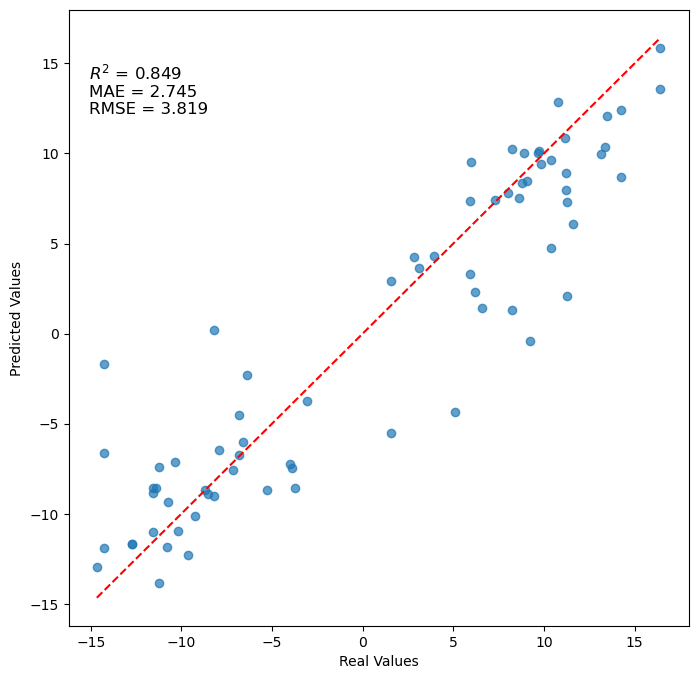 R² = 0.849
MAE = 2.745
RMSE = 3.819
15
10
5
0
−5
−10
−15
Predicted Values
−15 −10 −5 0 5 10 15
Real Values